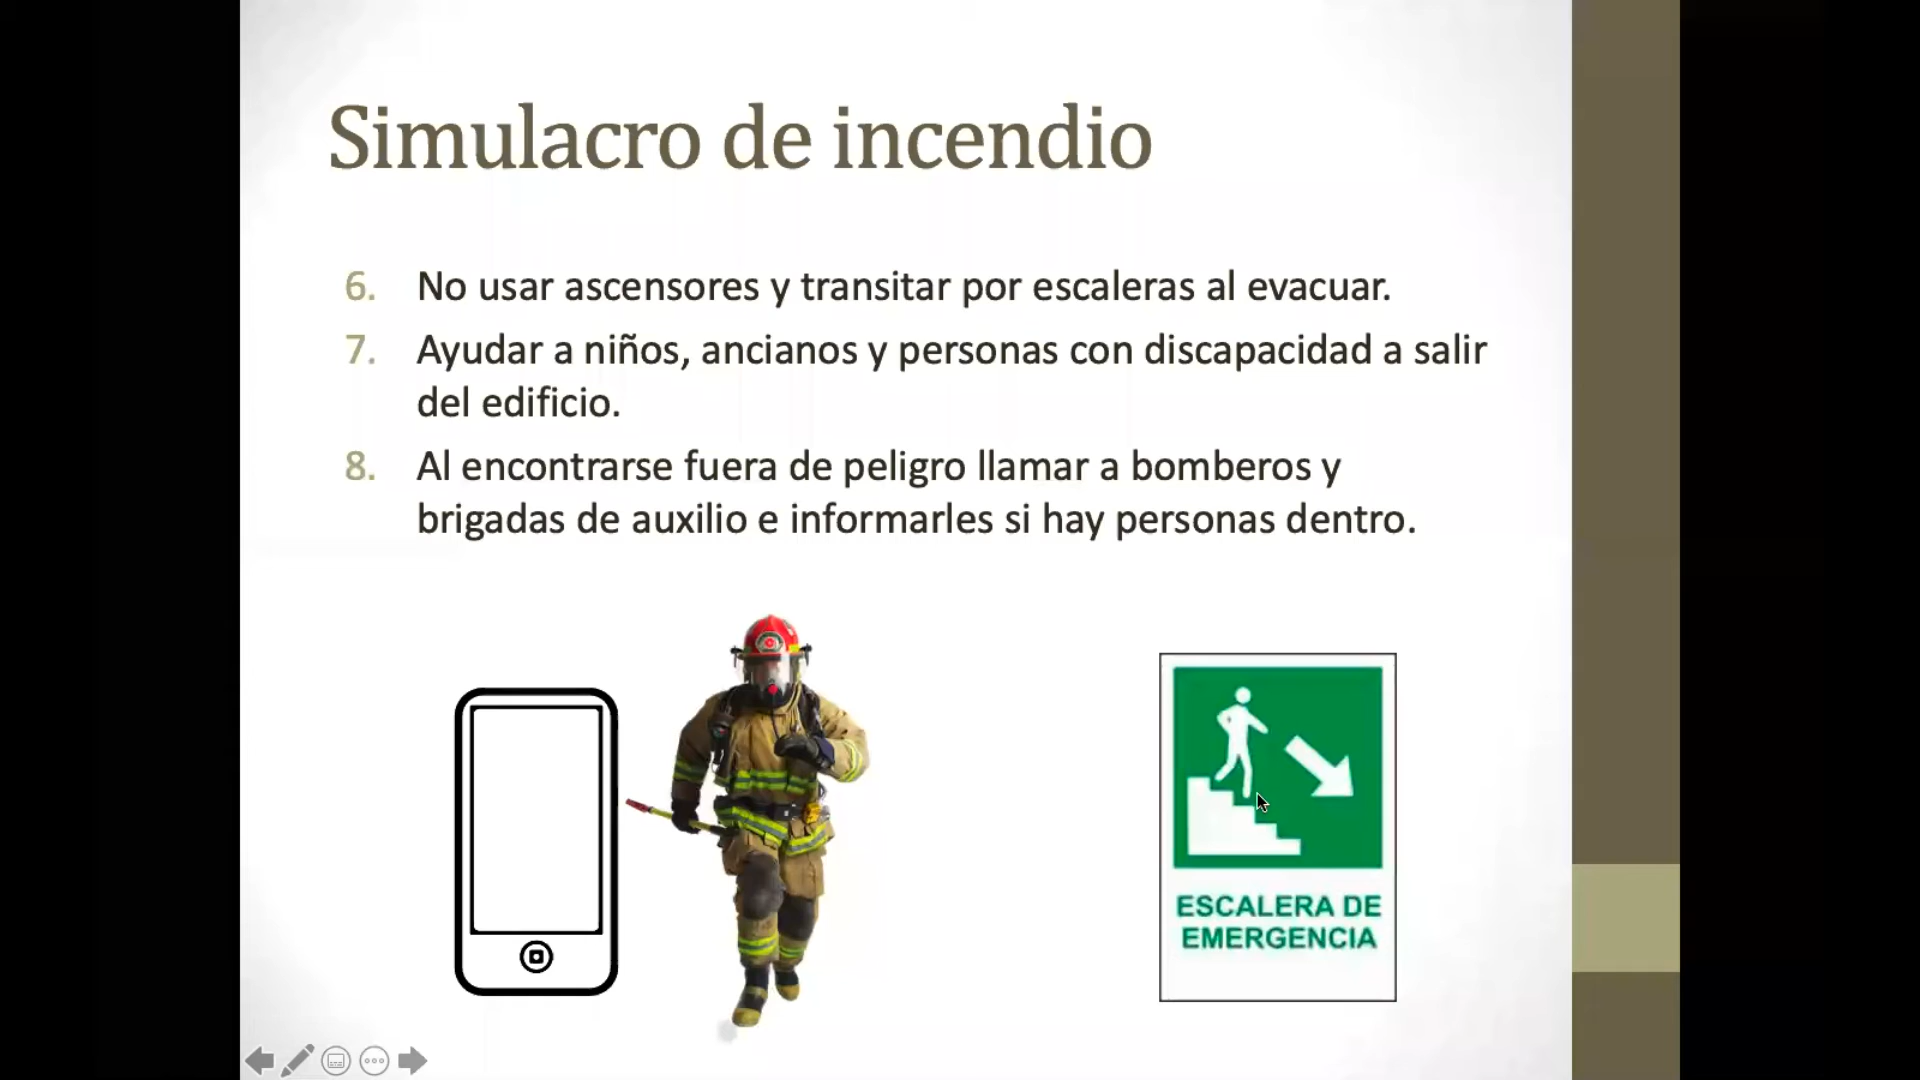 Simulacro de incendio
6. No usar ascensores y transitar por escaleras al evacuar.
7. Ayudar a niños, ancianos y personas con discapacidad a salir
del edificio.
8. Al encontrarse fuera de peligro llamar a bomberos y
brigadas de auxilio e informarles si hay personas dentro.
ESCALERA DE
EMERGENCIA